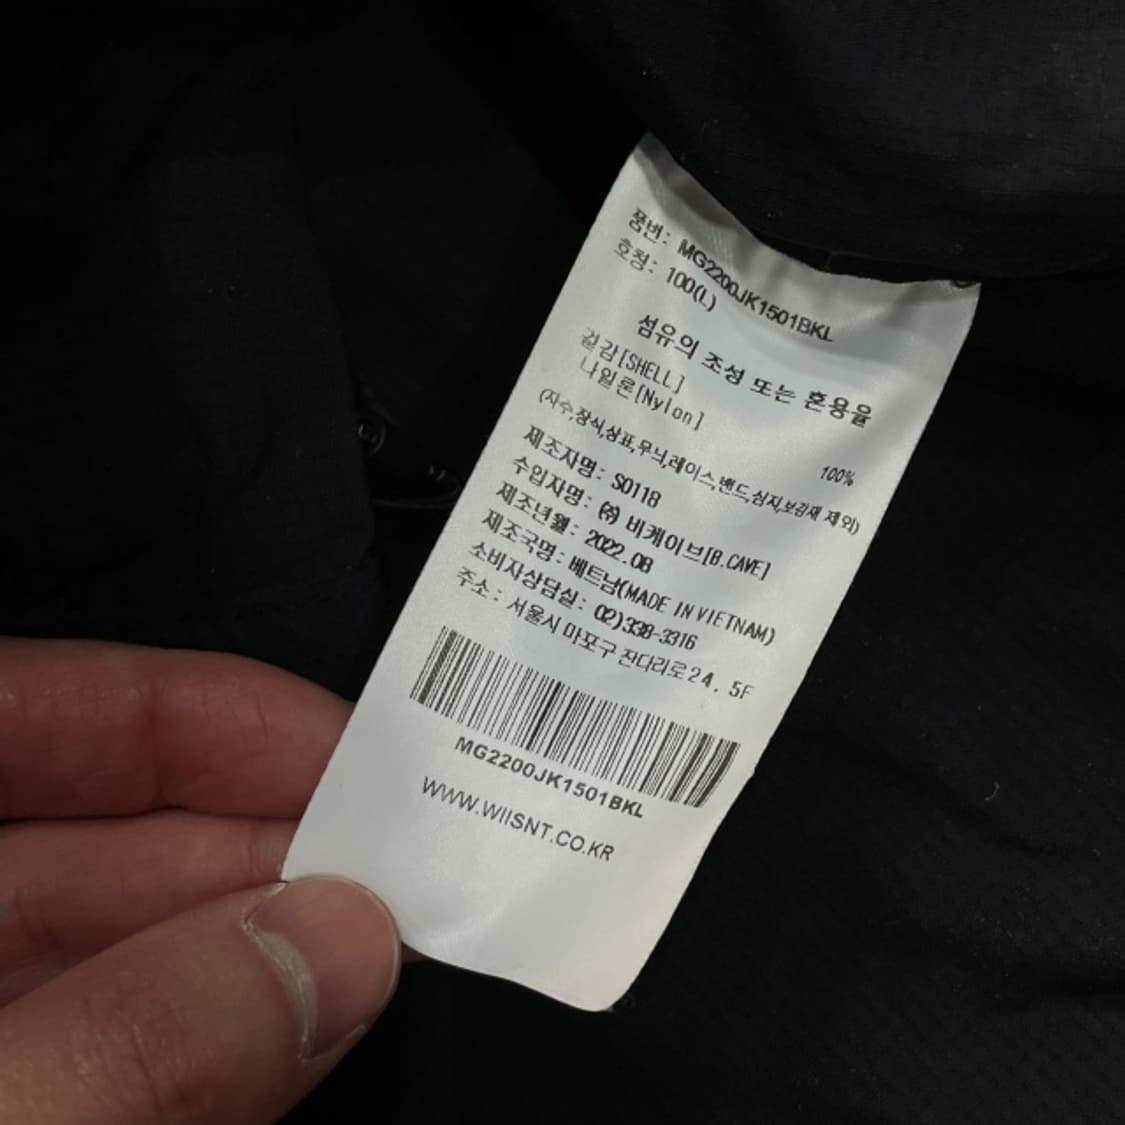 품번: MG2200JK1501BKL
호칭: 100(L)
섬유의 조성 또는 혼용율
겉감[SHELL]
나일론[Nylon] 100%
(자수,장식,상표,무늬,레이스,밴드,심지,보강재 제외)
제조자명: S0118
수입자명: ㈜ 비케이브[B.CAVE]
제조년월: 2022.08
제조국명: 베트남(MADE IN VIETNAM)
소비자상담실: 02)338-3316
주소: 서울시 마포구 잔다리로24, 5F
MG2200JK1501BKL
WWW.WIISNT.CO.KR